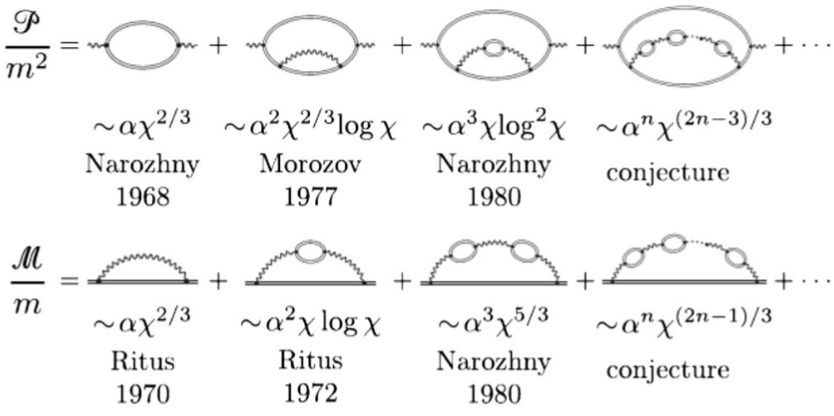 𝒫/m² = + + + + ⋯
∼αχ^{2/3} ∼α²χ^{2/3}log χ ∼α³χlog²χ ∼αⁿχ^{(2n−3)/3}
Narozhny Morozov Narozhny conjecture
1968 1977 1980
ℳ/m = + + + + ⋯
∼αχ^{2/3} ∼α²χ log χ ∼α³χ^{5/3} ∼αⁿχ^{(2n−1)/3}
Ritus Ritus Narozhny conjecture
1970 1972 1980